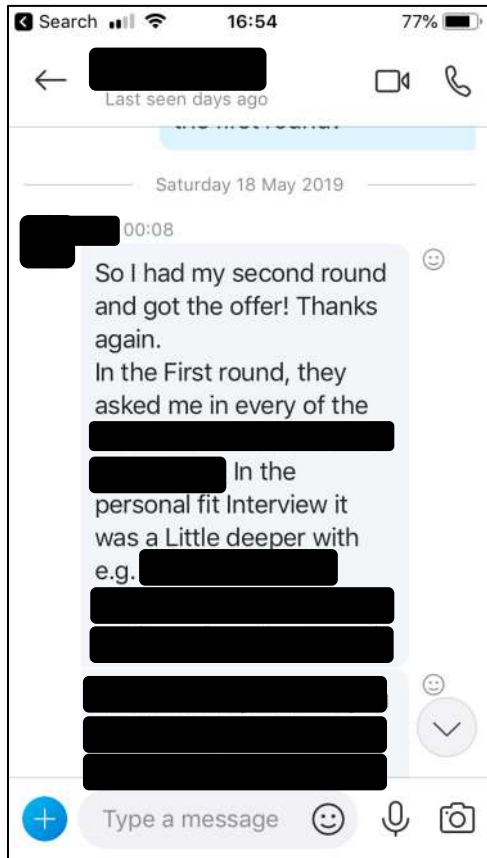 Search 16:54 77%
Last seen days ago
Saturday 18 May 2019
00:08
So I had my second round
and got the offer! Thanks
again.
In the First round, they
asked me in every of the
In the
personal fit Interview it
was a Little deeper with
e.g.
Type a message